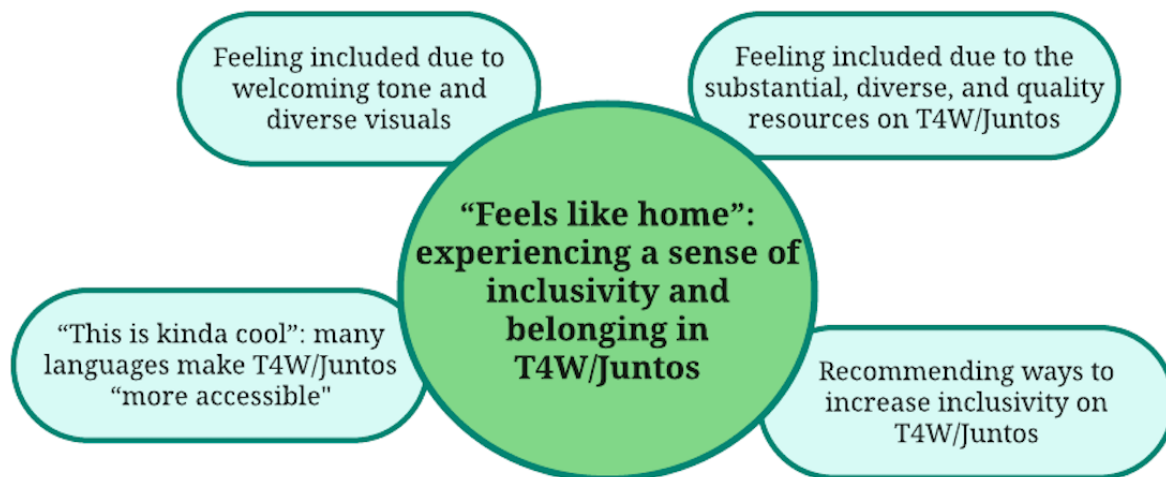 Feeling included due to
welcoming tone and
diverse visuals
Feeling included due to the
substantial, diverse, and quality
resources on T4W/Juntos
“Feels like home”:
experiencing a sense of
inclusivity and
belonging in
T4W/Juntos
“This is kinda cool”: many
languages make T4W/Juntos
“more accessible"
Recommending ways to
increase inclusivity on
T4W/Juntos